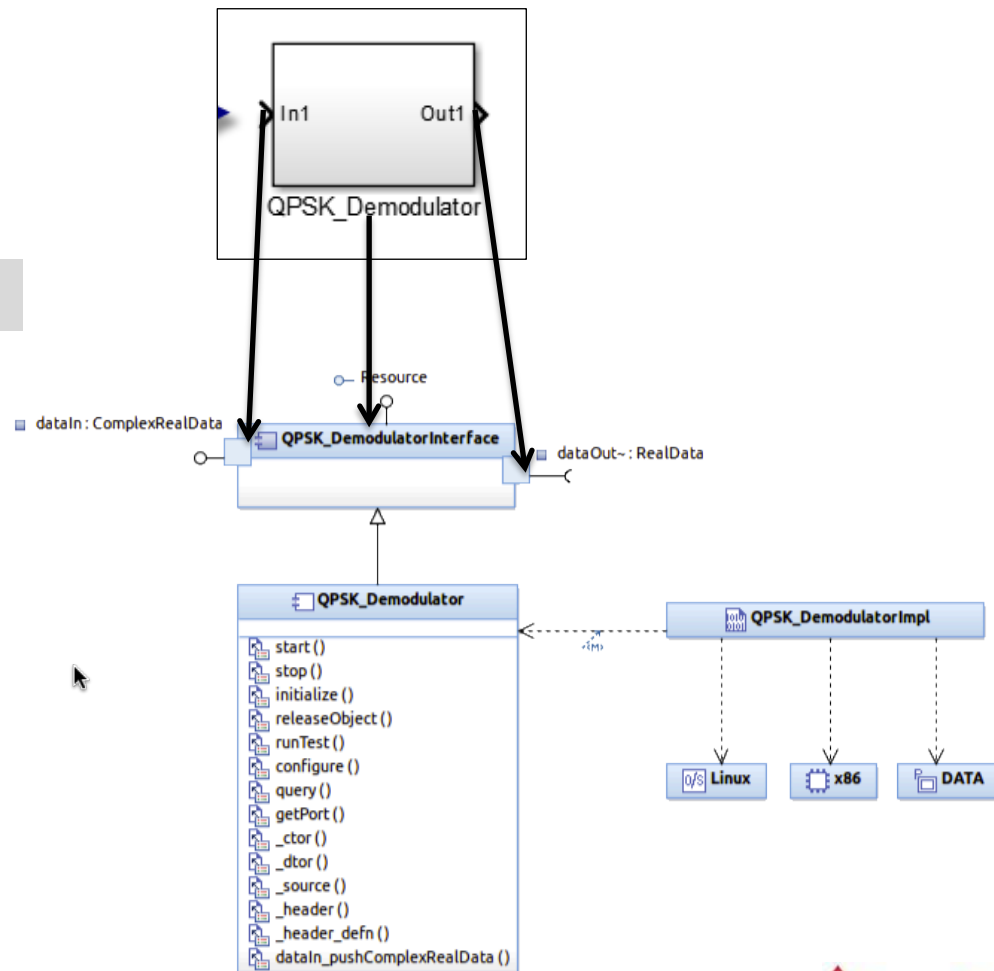 In1 Out1
QPSK_Demodulator
Resource
dataIn : ComplexRealData
QPSK_DemodulatorInterface
dataOut~ : RealData
QPSK_Demodulator
QPSK_DemodulatorImpl
«M»
start ()
stop ()
initialize ()
releaseObject ()
runTest ()
configure ()
query ()
getPort ()
_ctor ()
_dtor ()
_source ()
_header ()
_header_defn ()
dataIn_pushComplexRealData ()
O/S Linux
x86
P DATA